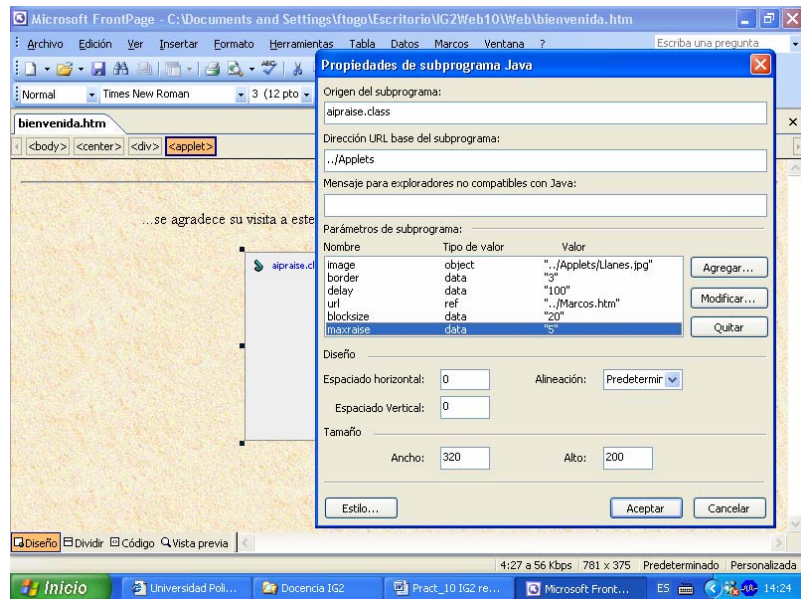 Microsoft FrontPage - C:\Documents and Settings\ftogo\Escritorio\IG2Web10\Web\bienvenida.htm
Archivo Edición Ver Insertar Formato Herramientas Tabla Datos Marcos Ventana ? Escriba una pregunta
Normal Times New Roman 3 (12 pto
bienvenida.htm
<body> <center> <div> <applet>
...se agradece su visita a este
aipraise.cl
Propiedades de subprograma Java
Origen del subprograma:
aipraise.class
Dirección URL base del subprograma:
../Applets
Mensaje para exploradores no compatibles con Java:
Parámetros de subprograma:
Nombre Tipo de valor Valor
image object "../Applets/Llanes.jpg"
border data "3"
delay data "100"
url ref "../Marcos.htm"
blocksize data "20"
maxraise data "5"
Agregar...
Modificar...
Quitar
Diseño
Espaciado horizontal: 0 Alineación: Predetermir
Espaciado Vertical: 0
Tamaño
Ancho: 320 Alto: 200
Estilo... Aceptar Cancelar
Diseño Dividir Código Vista previa
4:27 a 56 Kbps 781 x 375 Predeterminado Personalizada
Inicio Universidad Poli... Docencia IG2 Pract_10 IG2 re... Microsoft Front... ES 14:24